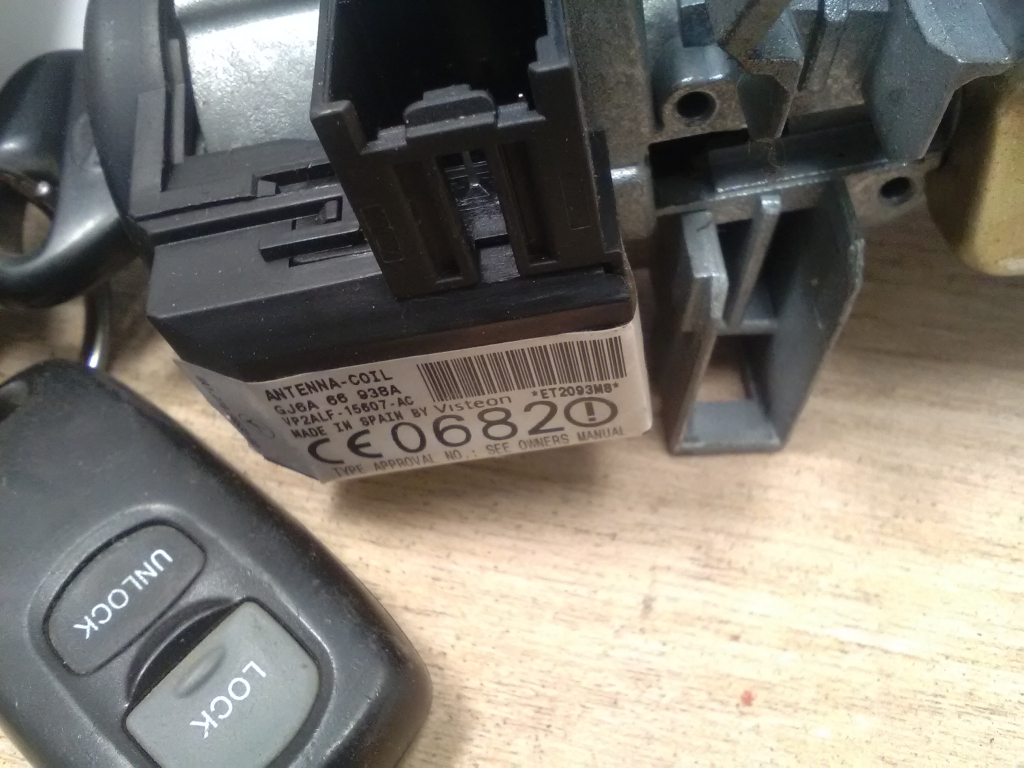 ANTENNA-COIL
GJ6A 66 938A
VP2ALF-15607-AC
MADE IN SPAIN BY Visteon
*ET2093M8*
CE0682
TYPE APPROVAL NO.: SEE OWNERS MANUAL
UNLOCK
LOCK